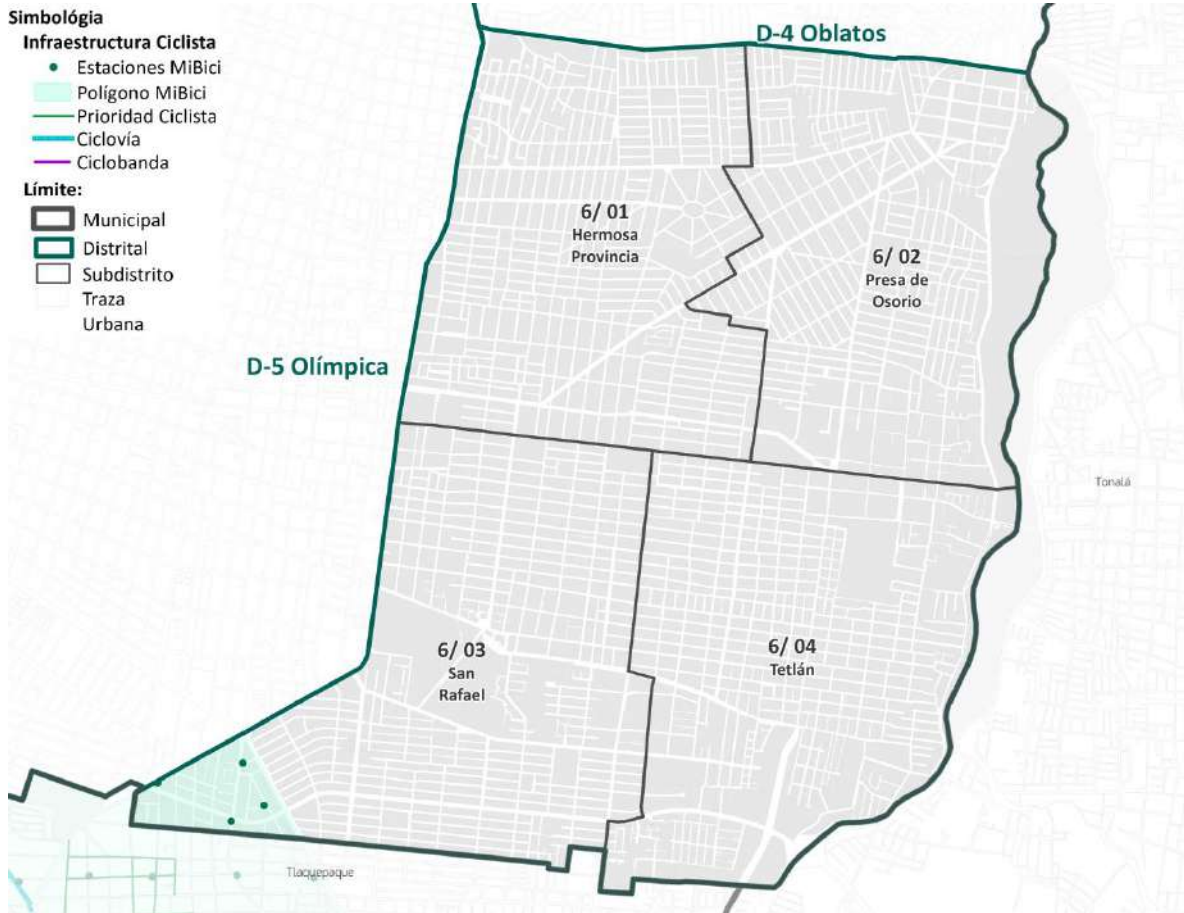 Simbológia
Infraestructura Ciclista
Estaciones MiBici
Polígono MiBici
Prioridad Ciclista
Ciclovía
Ciclobanda
Límite:
Municipal
Distrital
Subdistrito
Traza
Urbana
D-4 Oblatos
6/ 01
Hermosa
Provincia
6/ 02
Presa de
Osorio
D-5 Olímpica
Tonalá
6/ 03
San
Rafael
6/ 04
Tetlán
Tlaquepaque